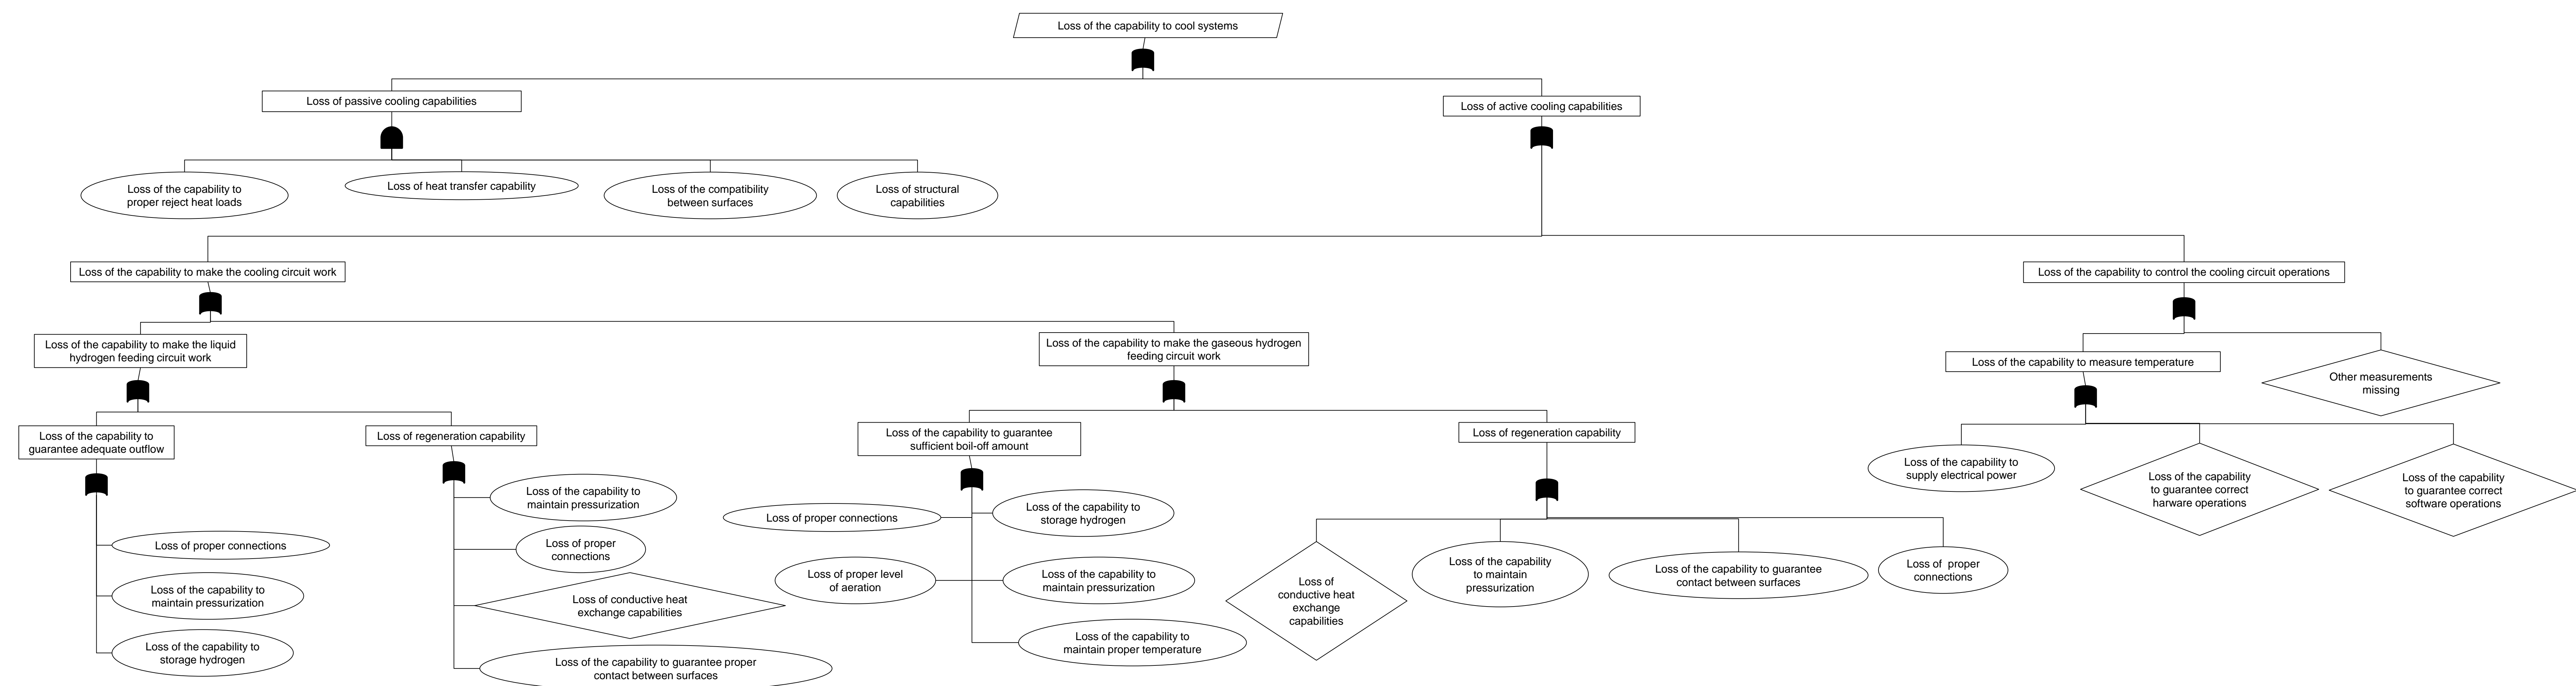 Loss of the capability to cool systems
Loss of passive cooling capabilities
Loss of active cooling capabilities
Loss of the capability to
proper reject heat loads
Loss of heat transfer capability
Loss of the compatibility
between surfaces
Loss of structural
capabilities
Loss of the capability to make the cooling circuit work
Loss of the capability to control the cooling circuit operations
Loss of the capability to make the liquid
hydrogen feeding circuit work
Loss of the capability to make the gaseous hydrogen
feeding circuit work
Loss of the capability to measure temperature
Other measurements
missing
Loss of the capability to
guarantee adequate outflow
Loss of regeneration capability
Loss of the capability to guarantee
sufficient boil-off amount
Loss of regeneration capability
Loss of the capability to
supply electrical power
Loss of the capability
to guarantee correct
harware operations
Loss of the capability
to guarantee correct
software operations
Loss of proper connections
Loss of the capability to
maintain pressurization
Loss of the capability to
storage hydrogen
Loss of the capability to
maintain pressurization
Loss of proper
connections
Loss of conductive heat
exchange capabilities
Loss of the capability to guarantee proper
contact between surfaces
Loss of proper connections
Loss of the capability to
storage hydrogen
Loss of proper level
of aeration
Loss of the capability to
maintain pressurization
Loss of the capability to
maintain proper temperature
Loss of
conductive heat
exchange
capabilities
Loss of the capability
to maintain
pressurization
Loss of the capability to guarantee
contact between surfaces
Loss of  proper
connections